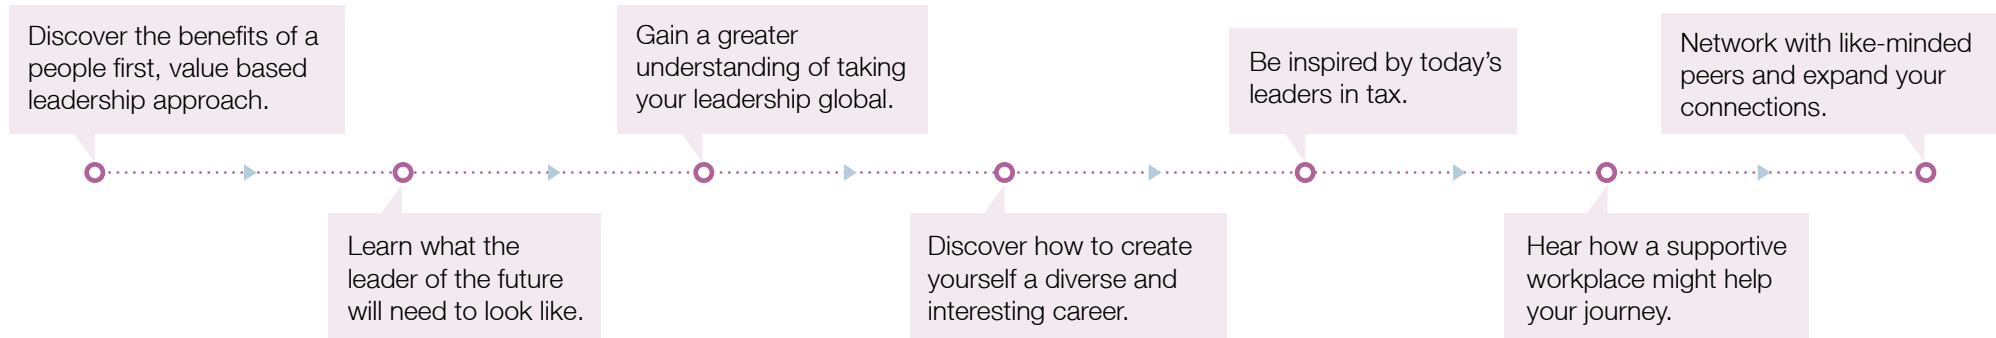 Discover the benefits of a
people first, value based
leadership approach.
Learn what the
leader of the future
will need to look like.
Gain a greater
understanding of taking
your leadership global.
Discover how to create
yourself a diverse and
interesting career.
Be inspired by today’s
leaders in tax.
Hear how a supportive
workplace might help
your journey.
Network with like-minded
peers and expand your
connections.